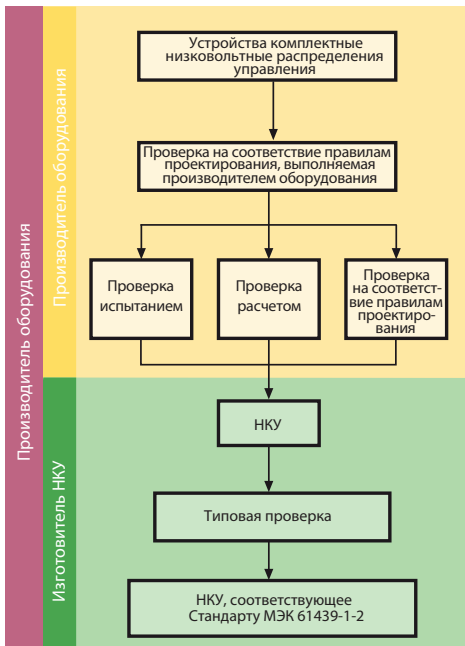 Производитель оборудования
Производитель оборудования
Устройства комплектные
низковольтные распределения
управления
Проверка на соответствие правилам
проектирования, выполняемая
производителем оборудования
Проверка
испытанием
Проверка
расчетом
Проверка
на соответст-
вие правилам
проектиро-
вания
Изготовитель НКУ
НКУ
Типовая проверка
НКУ, соответствующее
Стандарту МЭК 61439-1-2